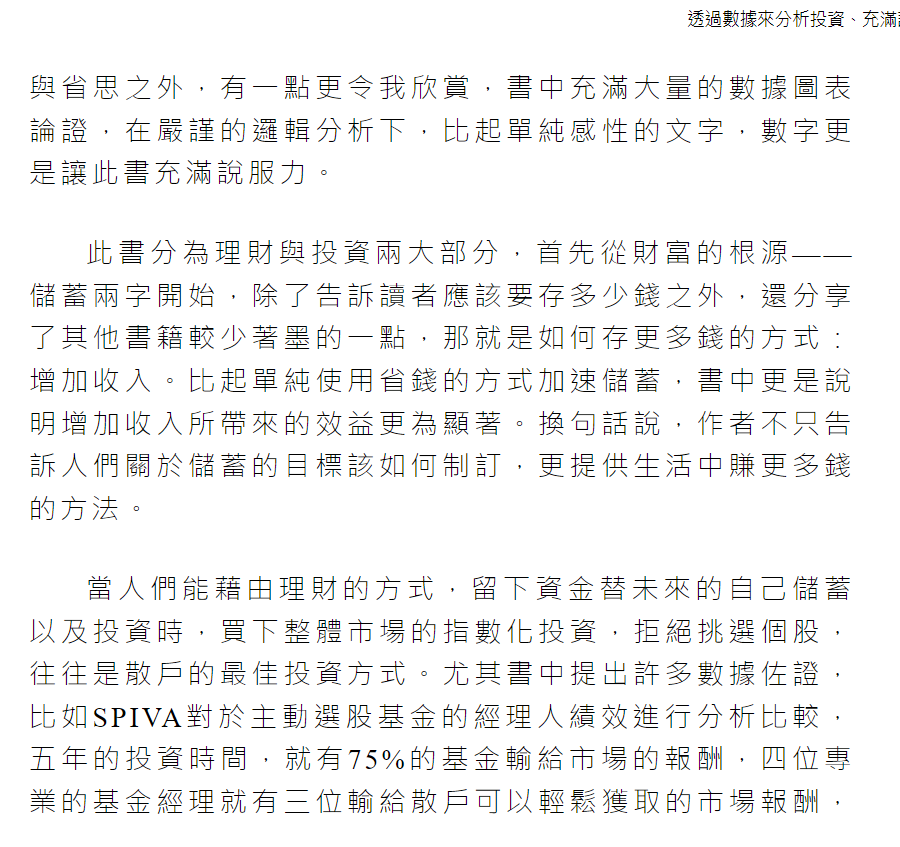 透過數據來分析投資、充滿
與省思之外，有一點更令我欣賞，書中充滿大量的數據圖表
論證，在嚴謹的邏輯分析下，比起單純感性的文字，數字更
是讓此書充滿說服力。
此書分為理財與投資兩大部分，首先從財富的根源——
儲蓄兩字開始，除了告訴讀者應該要存多少錢之外，還分享
了其他書籍較少著墨的一點，那就是如何存更多錢的方式：
增加收入。比起單純使用省錢的方式加速儲蓄，書中更是說
明增加收入所帶來的效益更為顯著。換句話說，作者不只告
訴人們關於儲蓄的目標該如何制訂，更提供生活中賺更多錢
的方法。
當人們能藉由理財的方式，留下資金替未來的自己儲蓄
以及投資時，買下整體市場的指數化投資，拒絕挑選個股，
往往是散戶的最佳投資方式。尤其書中提出許多數據佐證，
比如SPIVA對於主動選股基金的經理人績效進行分析比較，
五年的投資時間，就有75%的基金輸給市場的報酬，四位專
業的基金經理就有三位輸給散戶可以輕鬆獲取的市場報酬，